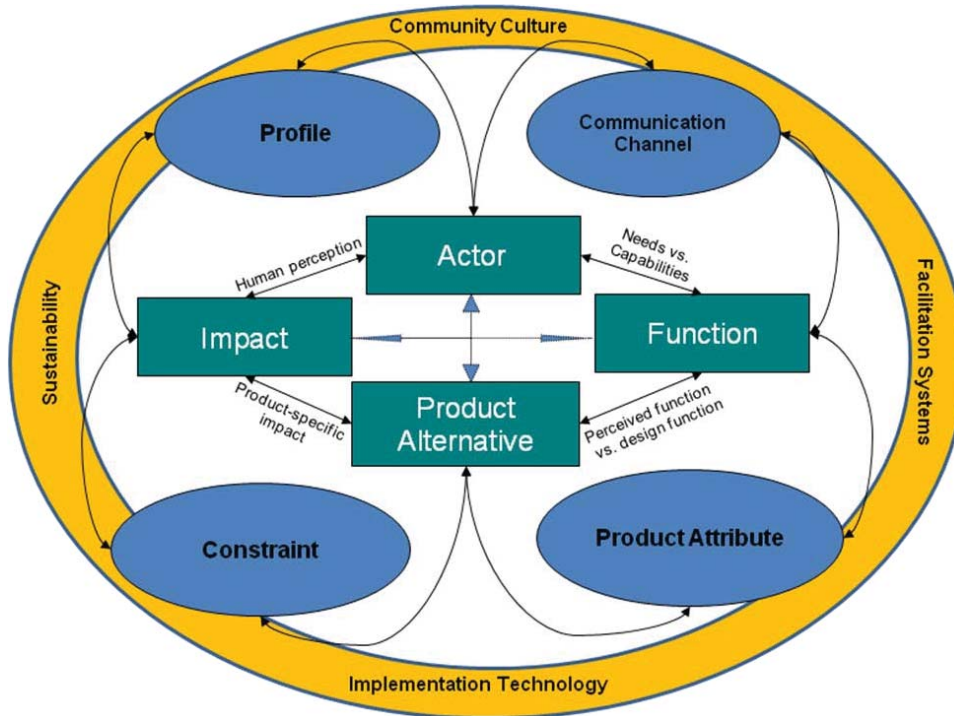 Community Culture
Profile
Communication
Channel
Actor
Human perception
Needs vs.
Capabilities
Sustainability
Facilitation Systems
Impact
Function
Product-specific
impact
Product
Alternative
Perceived function
vs. design function
Constraint
Product Attribute
Implementation Technology